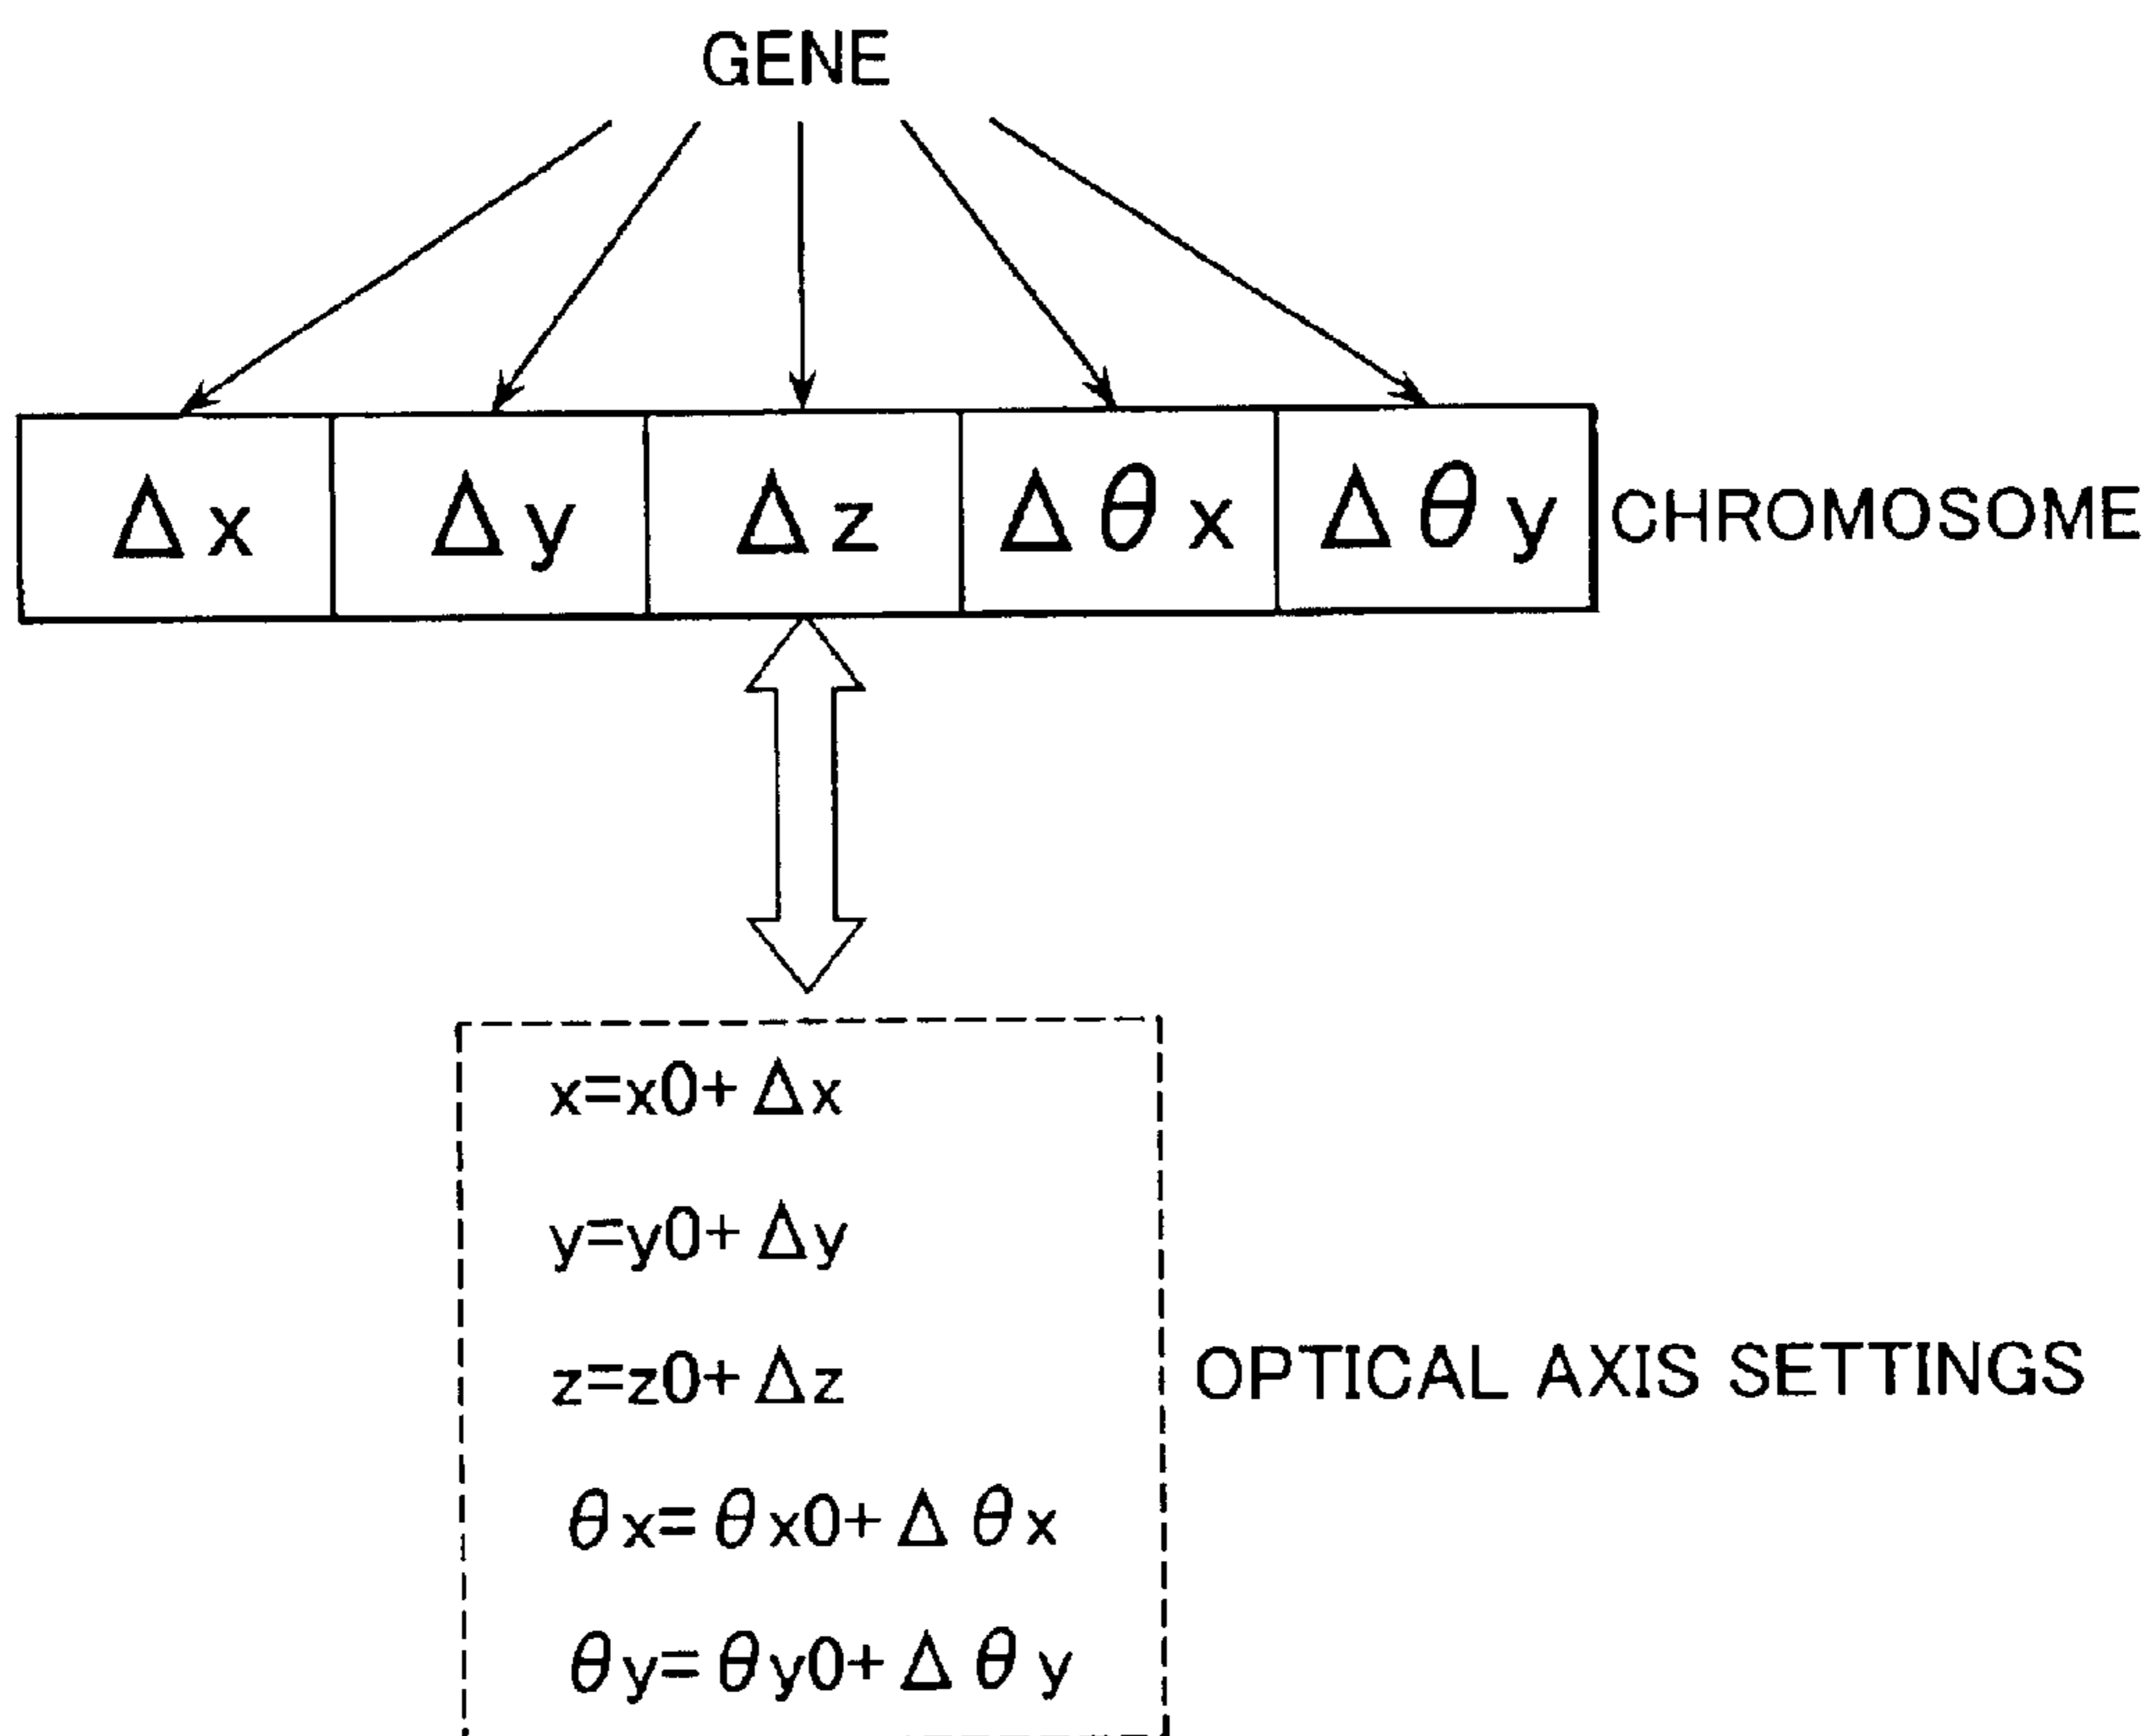 GENE
Δx Δy Δz Δθx Δθy CHROMOSOME
x=x0+Δx
y=y0+Δy
z=z0+Δz
OPTICAL AXIS SETTINGS
θx=θx0+Δθx
θy=θy0+Δθy